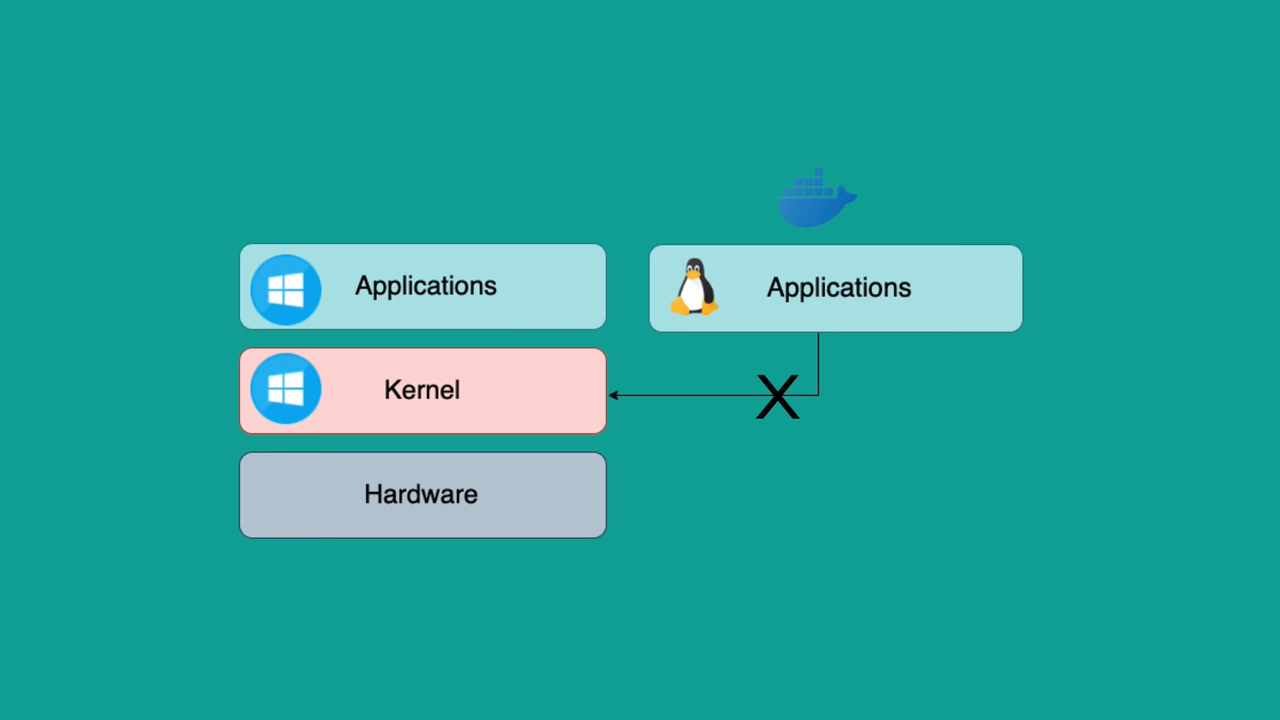 Applications
Applications
Kernel
X
Hardware